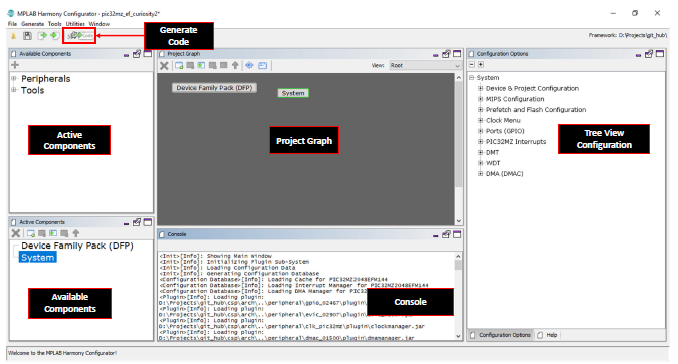 MPLAB Harmony Configurator - pic32mz_ef_curiosity2*
File Generate Tools Utilities Window
Generate
Code
Framework: D:\Projects\git_hub\
Available Components
Peripherals
Tools
Active
Components
Project Graph
View: Root
Device Family Pack (DFP)
System
Project Graph
Configuration Options
System
Device & Project Configuration
MIPS Configuration
Prefetch and Flash Configuration
Clock Menu
Ports (GPIO)
PIC32MZ Interrupts
DMT
WDT
DMA (DMAC)
Tree View
Configuration
Active Components
Device Family Pack (DFP)
System
Available
Components
Console
<Init>[Info]: Showing Main Window
<Init>[Info]: Initializing Plugin Sub-System
<Init>[Info]: Loading Configuration Data
<Init>[Info]: Generating Configuration Database
<Configuration Database>[Info]: Loading Cache for PIC32MZ2048EFM144
<Configuration Database>[Info]: Loading Interrupt Manager for PIC32MZ2048EFM144
<Configuration Database>[Info]: Loading DMA Manager for PIC32MZ2048EFM144
<Plugin>[Info]: Loading plugin:
D:\Projects\git_hub\csp\arch\..\peripheral\gpio_02467\plugin\
<Plugin>[Info]: Loading plugin:
D:\Projects\git_hub\csp\arch\..\peripheral\evic_02907\plugin\
<Plugin>[Info]: Loading plugin:
D:\Projects\git_hub\csp\arch\..\peripheral\clk_pic32mz\plugin\clockmanager.jar
<Plugin>[Info]: Loading plugin:
D:\Projects\git_hub\csp\arch\..\peripheral\dmac_01500\plugin\dmamanager.jar
Console
Configuration Options
Help
Welcome to the MPLAB Harmony Configurator!